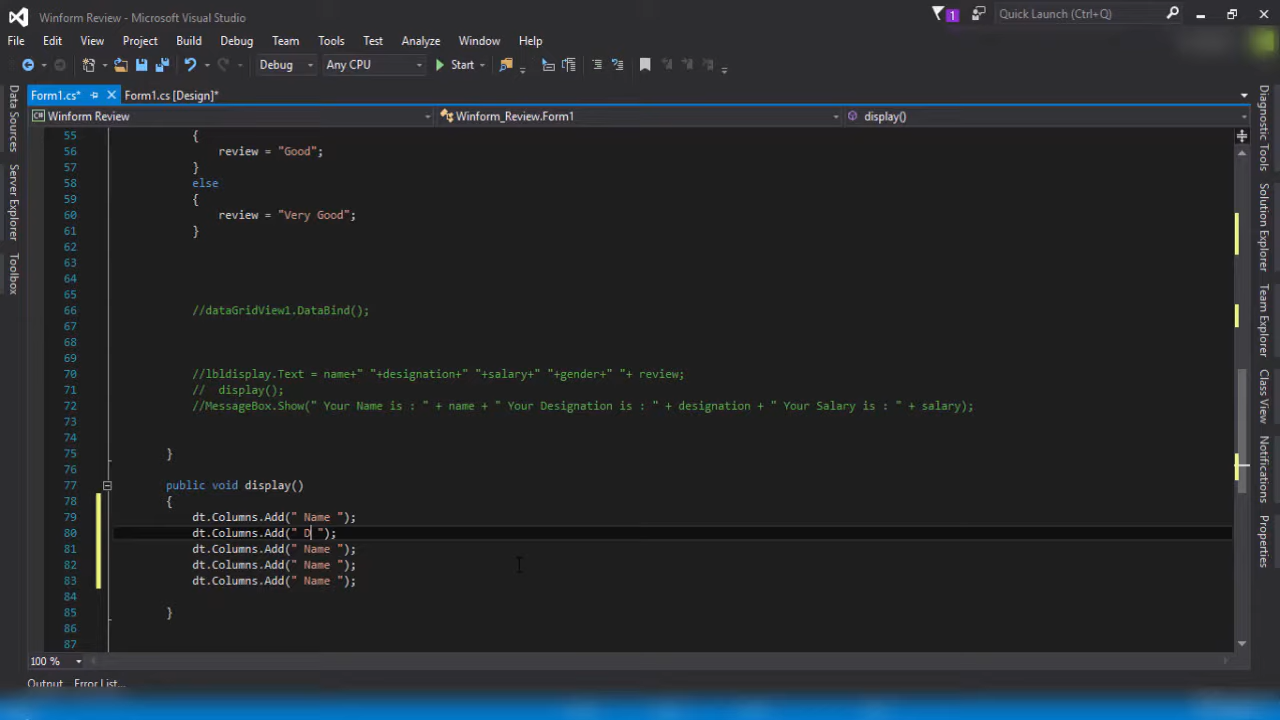 Winform Review - Microsoft Visual Studio
1
Quick Launch (Ctrl+Q)
File Edit View Project Build Debug Team Tools Test Analyze Window Help
Debug Any CPU Start
Form1.cs* Form1.cs [Design]*
Winform Review Winform_Review.Form1 display()
Data Sources
Server Explorer
Toolbox
55 {
56 review = "Good";
57 }
58 else
59 {
60 review = "Very Good";
61 }
62
63
64
65
66 //dataGridView1.DataBind();
67
68
69
70 //lbldisplay.Text = name+" "+designation+" "+salary+" "+gender+" "+ review;
71 // display();
72 //MessageBox.Show(" Your Name is : " + name + " Your Designation is : " + designation + " Your Salary is : " + salary);
73
74
75 }
76
77 public void display()
78 {
79 dt.Columns.Add(" Name ");
80 dt.Columns.Add(" D ");
81 dt.Columns.Add(" Name ");
82 dt.Columns.Add(" Name ");
83 dt.Columns.Add(" Name ");
84
85 }
86
87
100 %
Output Error List...
Diagnostic Tools
Solution Explorer
Team Explorer
Class View
Notifications
Properties